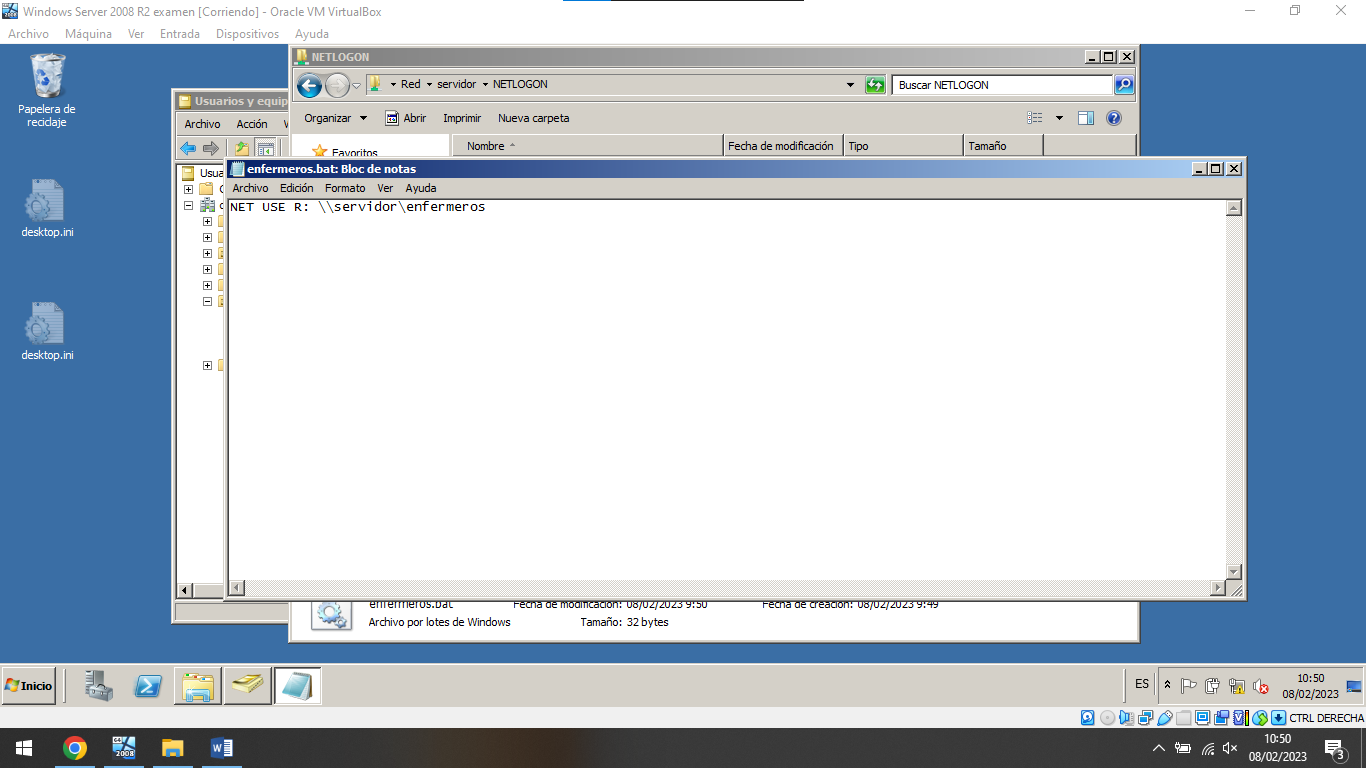 Windows Server 2008 R2 examen [Corriendo] - Oracle VM VirtualBox
Archivo Máquina Ver Entrada Dispositivos Ayuda
Papelera de
reciclaje
desktop.ini
desktop.ini
NETLOGON
Red servidor NETLOGON
Buscar NETLOGON
Organizar Abrir Imprimir Nueva carpeta
Favoritos
Nombre Fecha de modificación Tipo Tamaño
Usuarios y equip
Archivo Acción
Usua
enfermeros.bat: Bloc de notas
Archivo Edición Formato Ver Ayuda
NET USE R: \\servidor\enfermeros
enfermeros.bat Fecha de modificación: 08/02/2023 9:50 Fecha de creación: 08/02/2023 9:49
Archivo por lotes de Windows Tamaño: 32 bytes
Inicio
2008
ES
10:50
08/02/2023
CTRL DERECHA
64
2008
10:50
08/02/2023
3